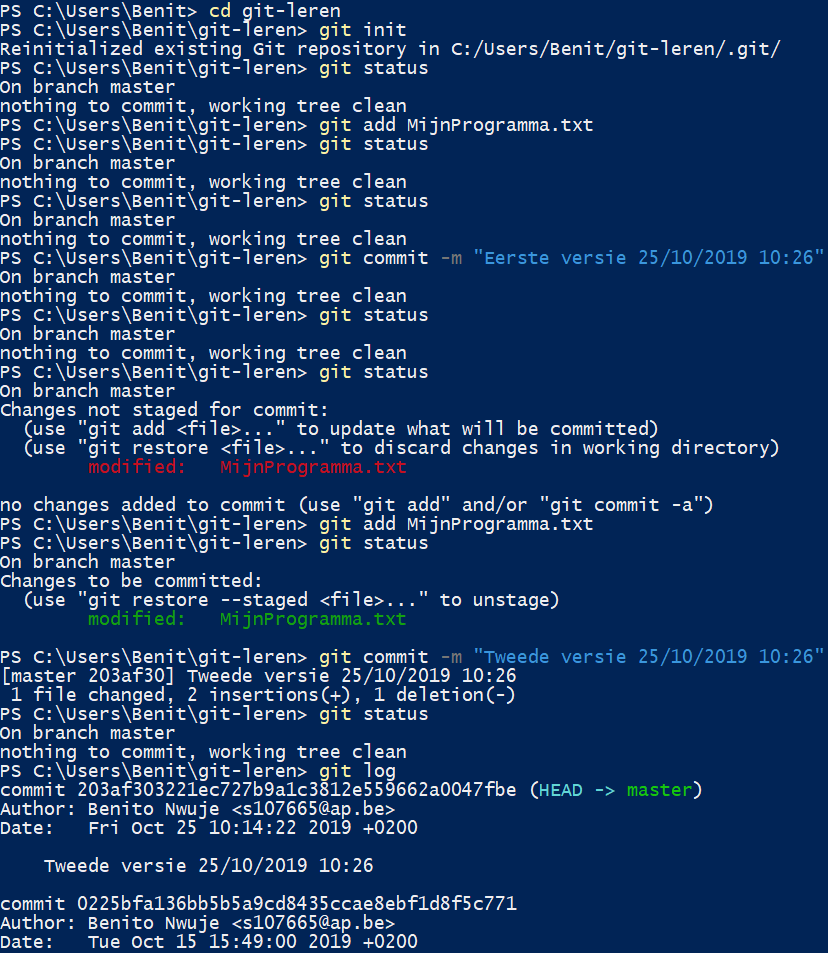 PS C:\Users\Benit> cd git-leren
PS C:\Users\Benit\git-leren> git init
Reinitialized existing Git repository in C:/Users/Benit/git-leren/.git/
PS C:\Users\Benit\git-leren> git status
On branch master
nothing to commit, working tree clean
PS C:\Users\Benit\git-leren> git add MijnProgramma.txt
PS C:\Users\Benit\git-leren> git status
On branch master
nothing to commit, working tree clean
PS C:\Users\Benit\git-leren> git status
On branch master
nothing to commit, working tree clean
PS C:\Users\Benit\git-leren> git commit -m "Eerste versie 25/10/2019 10:26"
On branch master
nothing to commit, working tree clean
PS C:\Users\Benit\git-leren> git status
On branch master
nothing to commit, working tree clean
PS C:\Users\Benit\git-leren> git status
On branch master
Changes not staged for commit:
  (use "git add <file>..." to update what will be committed)
  (use "git restore <file>..." to discard changes in working directory)
        modified:   MijnProgramma.txt

no changes added to commit (use "git add" and/or "git commit -a")
PS C:\Users\Benit\git-leren> git add MijnProgramma.txt
PS C:\Users\Benit\git-leren> git status
On branch master
Changes to be committed:
  (use "git restore --staged <file>..." to unstage)
        modified:   MijnProgramma.txt

PS C:\Users\Benit\git-leren> git commit -m "Tweede versie 25/10/2019 10:26"
[master 203af30] Tweede versie 25/10/2019 10:26
 1 file changed, 2 insertions(+), 1 deletion(-)
PS C:\Users\Benit\git-leren> git status
On branch master
nothing to commit, working tree clean
PS C:\Users\Benit\git-leren> git log
commit 203af303221ec727b9a1c3812e559662a0047fbe (HEAD -> master)
Author: Benito Nwuje <s107665@ap.be>
Date:   Fri Oct 25 10:14:22 2019 +0200

    Tweede versie 25/10/2019 10:26

commit 0225bfa136bb5b5a9cd8435ccae8ebf1d8f5c771
Author: Benito Nwuje <s107665@ap.be>
Date:   Tue Oct 15 15:49:00 2019 +0200